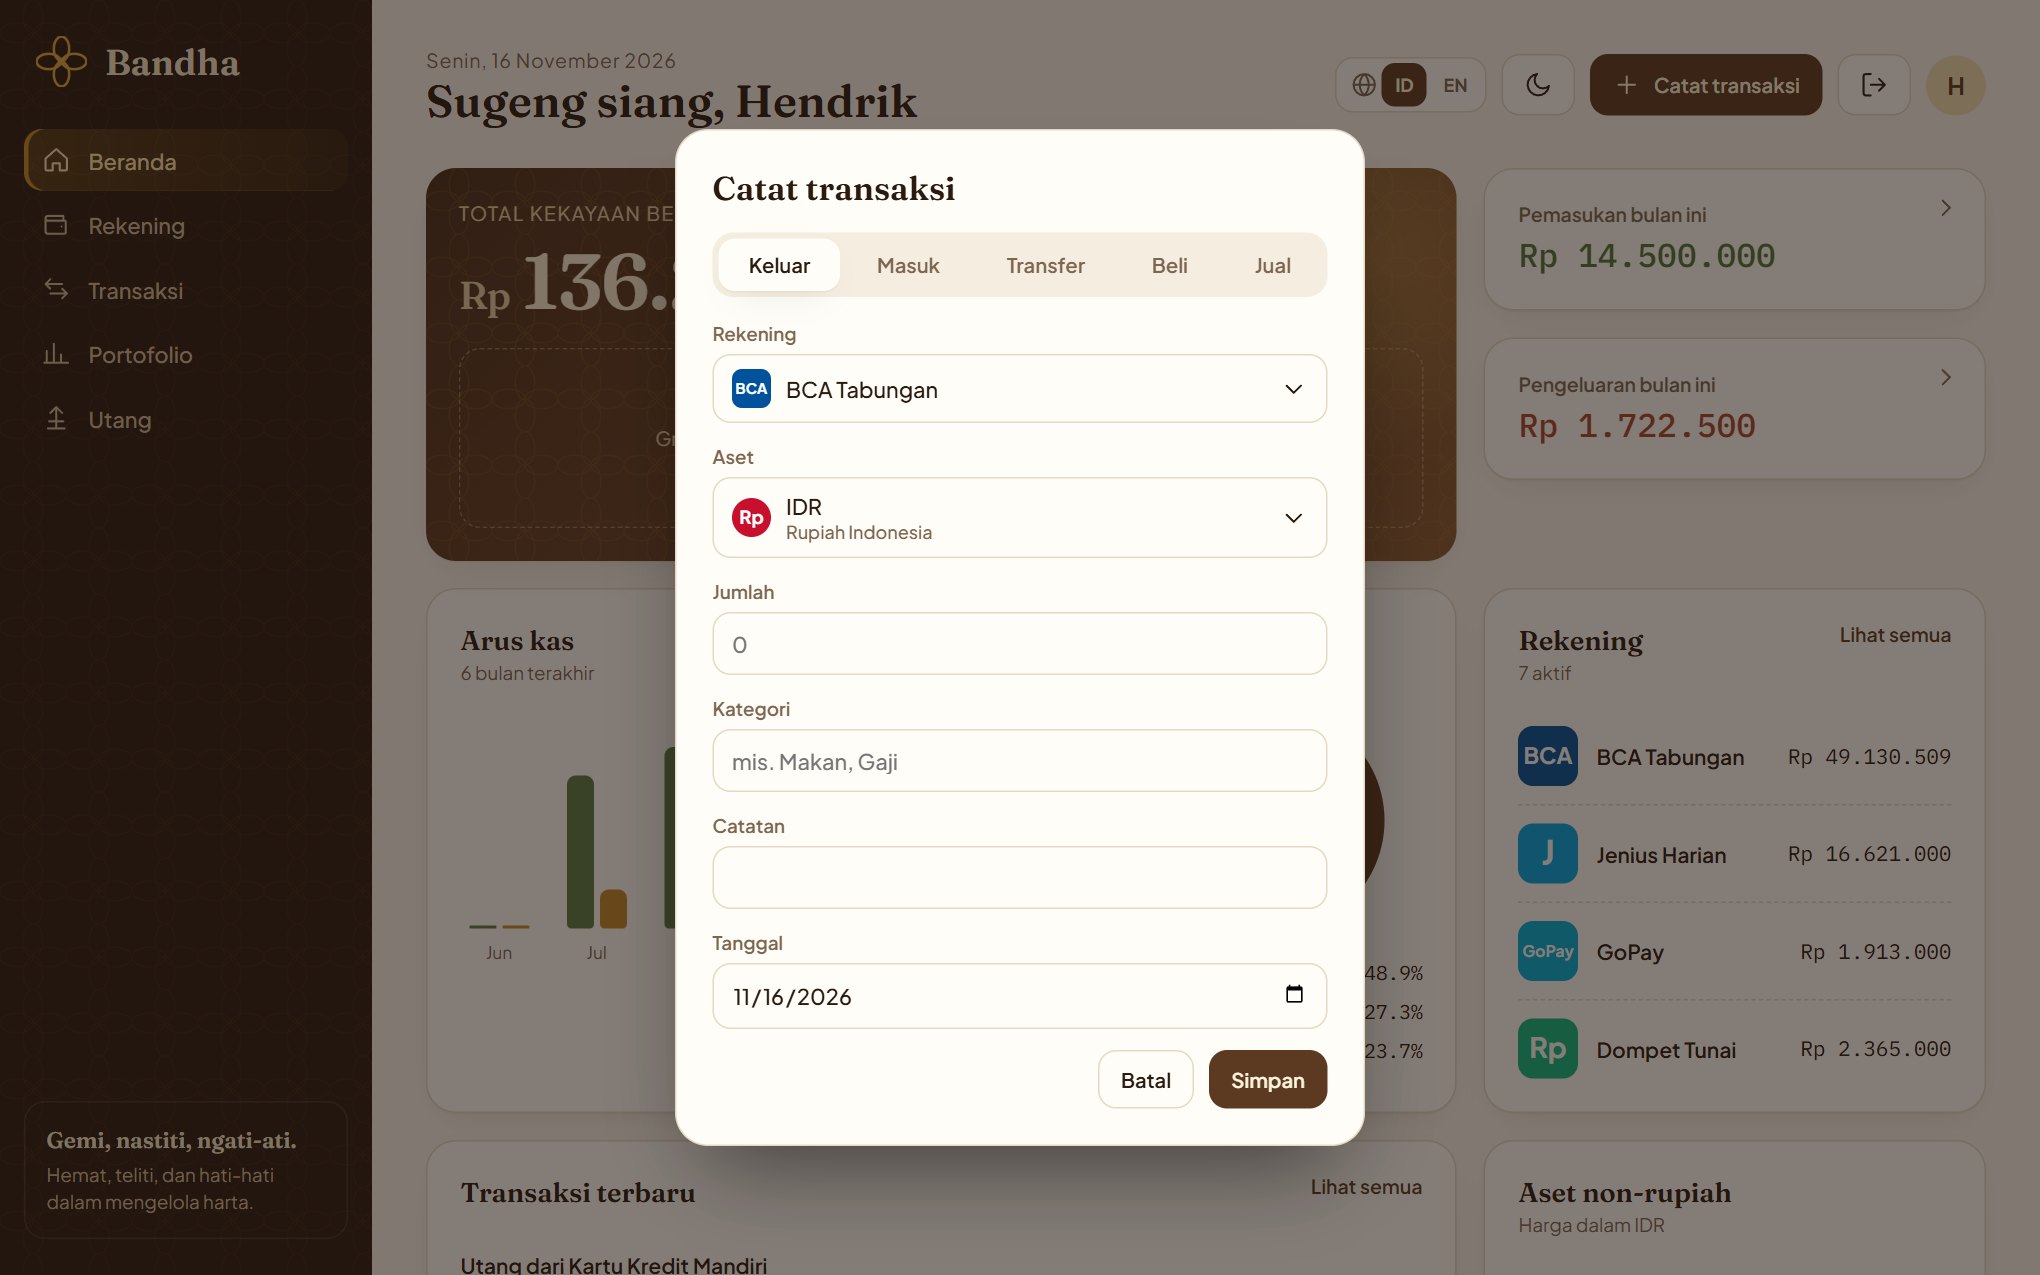 Bandha
Beranda
Rekening
Transaksi
Portofolio
Utang
Gemi, nastiti, ngati-ati.
Hemat, teliti, dan hati-hati
dalam mengelola harta.
Senin, 16 November 2026
Sugeng siang, Hendrik
ID EN
Catat transaksi
H
TOTAL KEKAYAAN BE
Rp 136.
Pemasukan bulan ini
Rp 14.500.000
Pengeluaran bulan ini
Rp 1.722.500
Catat transaksi
Keluar Masuk Transfer Beli Jual
Rekening
BCA BCA Tabungan
Aset
Rp IDR
Rupiah Indonesia
Jumlah
0
Kategori
mis. Makan, Gaji
Catatan
Tanggal
11/16/2026
Batal Simpan
Arus kas
6 bulan terakhir
Jun Jul
48.9%
27.3%
23.7%
Rekening
Lihat semua
7 aktif
BCA BCA Tabungan Rp 49.130.509
J Jenius Harian Rp 16.621.000
GoPay GoPay Rp 1.913.000
Rp Dompet Tunai Rp 2.365.000
Transaksi terbaru
Lihat semua
Utang dari Kartu Kredit Mandiri
Aset non-rupiah
Harga dalam IDR